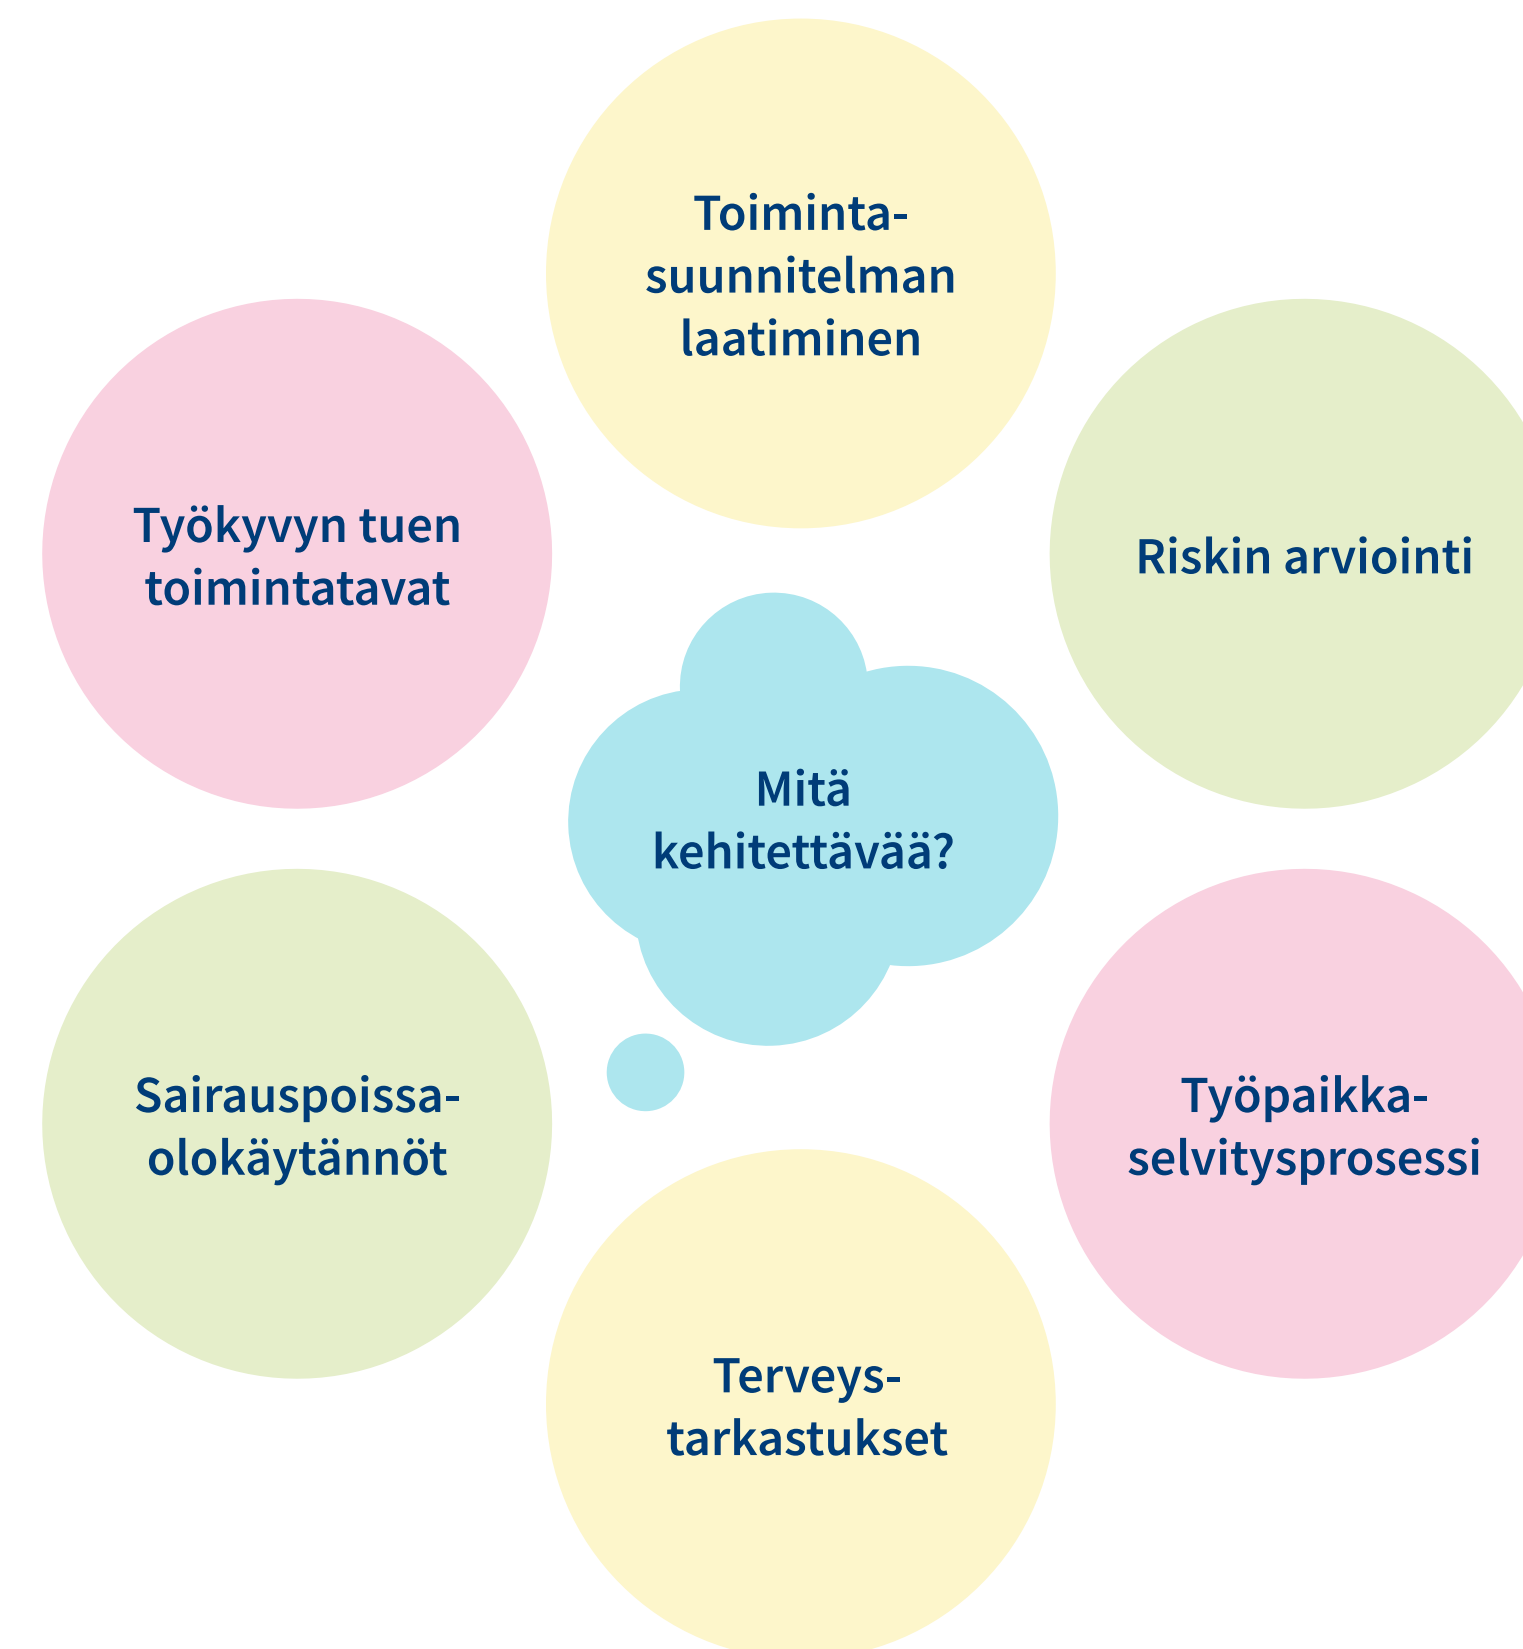 Toiminta-
suunnitelman
laatiminen
Työkyvyn tuen
toimintatavat
Riskin arviointi
Mitä
kehitettävää?
Sairauspoissa-
olokäytännöt
Työpaikka-
selvitysprosessi
Terveys-
tarkastukset